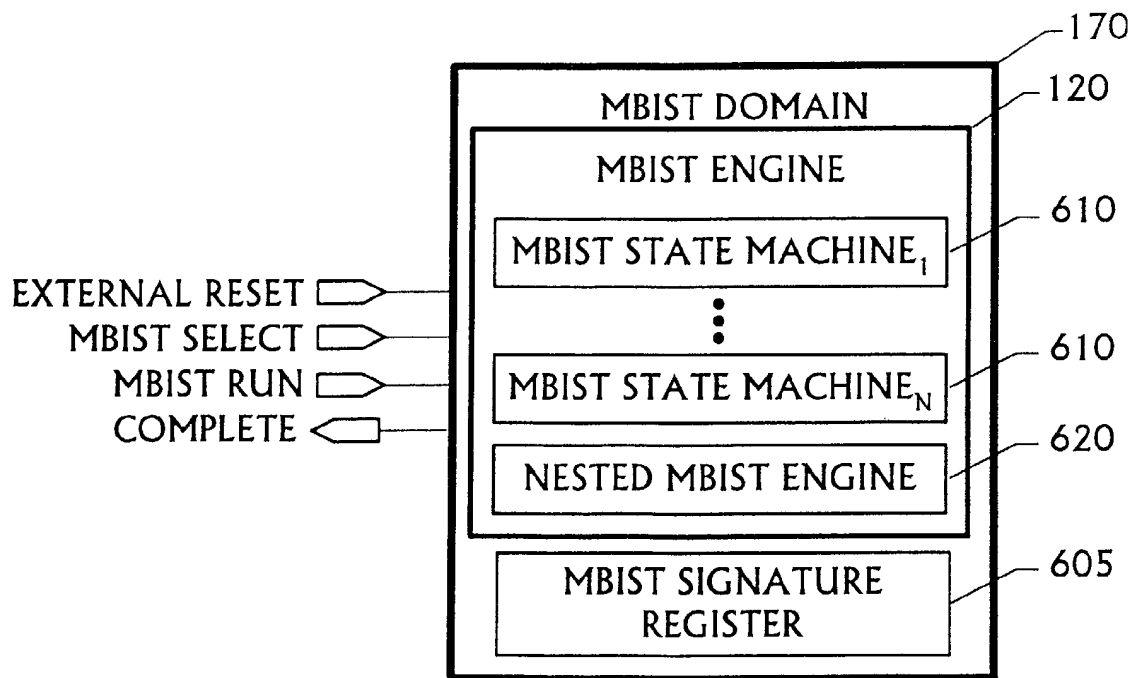 170
MBIST DOMAIN
120
MBIST ENGINE
610
MBIST STATE MACHINE1
EXTERNAL RESET
MBIST SELECT
610
MBIST RUN
MBIST STATE MACHINEN
COMPLETE
620
NESTED MBIST ENGINE
605
MBIST SIGNATURE
REGISTER